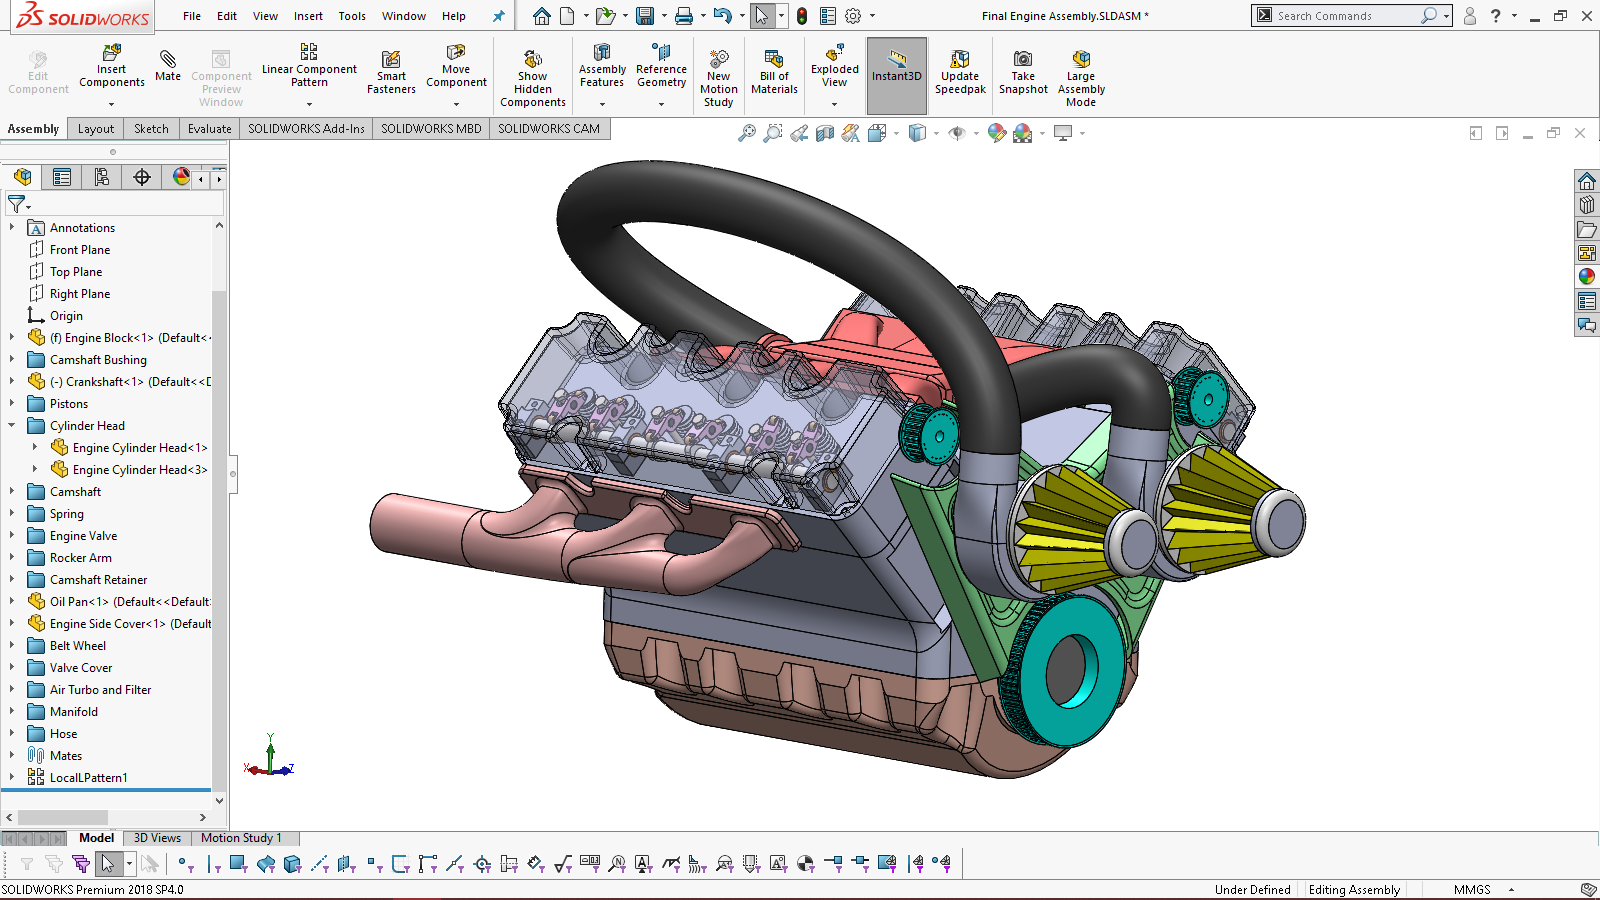 SOLIDWORKS
File Edit View Insert Tools Window Help
Final Engine Assembly.SLDASM *
Search Commands
?
Edit Component
Insert Components
Mate
Component Preview Window
Linear Component Pattern
Smart Fasteners
Move Component
Show Hidden Components
Assembly Features
Reference Geometry
New Motion Study
Bill of Materials
Exploded View
Instant3D
Update Speedpak
Take Snapshot
Large Assembly Mode
Assembly Layout Sketch Evaluate SOLIDWORKS Add-Ins SOLIDWORKS MBD SOLIDWORKS CAM
Annotations
Front Plane
Top Plane
Right Plane
Origin
(f) Engine Block<1> (Default<
Camshaft Bushing
(-) Crankshaft<1> (Default<<D
Pistons
Cylinder Head
Engine Cylinder Head<1>
Engine Cylinder Head<3>
Camshaft
Spring
Engine Valve
Rocker Arm
Camshaft Retainer
Oil Pan<1> (Default<<Default
Engine Side Cover<1> (Default
Belt Wheel
Valve Cover
Air Turbo and Filter
Manifold
Hose
Mates
LocalLPattern1
Y
X
Z
Model 3D Views Motion Study 1
SOLIDWORKS Premium 2018 SP4.0
Under Defined Editing Assembly MMGS